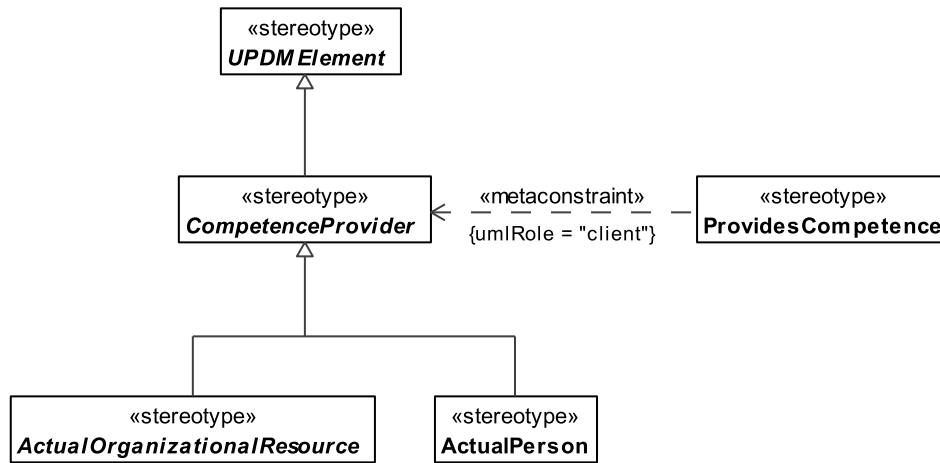 «stereotype»
UPDMElement
«stereotype»
CompetenceProvider
«metaconstraint»
{umlRole = "client"}
«stereotype»
ProvidesCompetence
«stereotype»
ActualOrganizationalResource
«stereotype»
ActualPerson